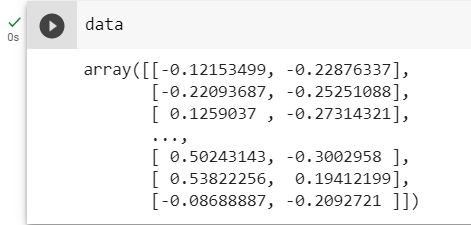 data
0s
array([[-0.12153499, -0.22876337],
[-0.22093687, -0.25251088],
[ 0.1259037 , -0.27314321],
...,
[ 0.50243143, -0.3002958 ],
[ 0.53822256,  0.19412199],
[-0.08688887, -0.2092721 ]])